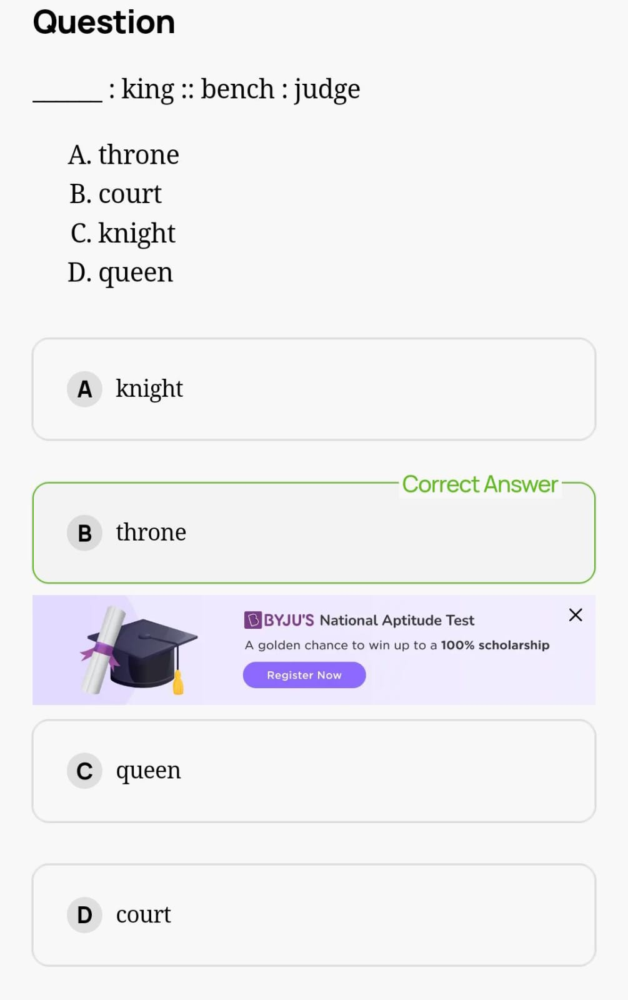 Question
______ : king :: bench : judge
A. throne
B. court
C. knight
D. queen
A knight
Correct Answer
B throne
BYJU'S National Aptitude Test
A golden chance to win up to a 100% scholarship
Register Now
C queen
D court